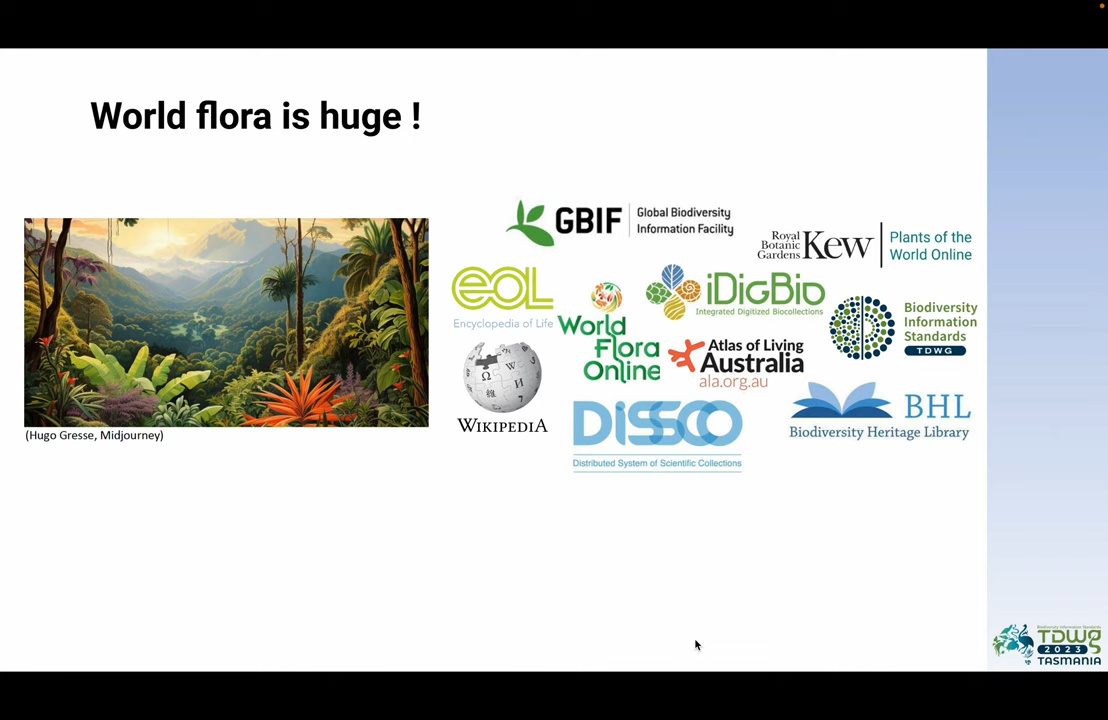 World flora is huge !
(Hugo Gresse, Midjourney)
GBIF
Global Biodiversity
Information Facility
Royal
Botanic
Gardens
Kew
Plants of the
World Online
eOL
Encyclopedia of Life
iDigBio
Integrated Digitized Biocollections
World
Flora
Online
Biodiversity
Information
Standards
TDWG
Atlas of Living
Australia
ala.org.au
Ω W И
WIKIPEDIA
DiSSCo
Distributed System of Scientific Collections
BHL
Biodiversity Heritage Library
Biodiversity Information Standards
TDWG
2023
TASMANIA